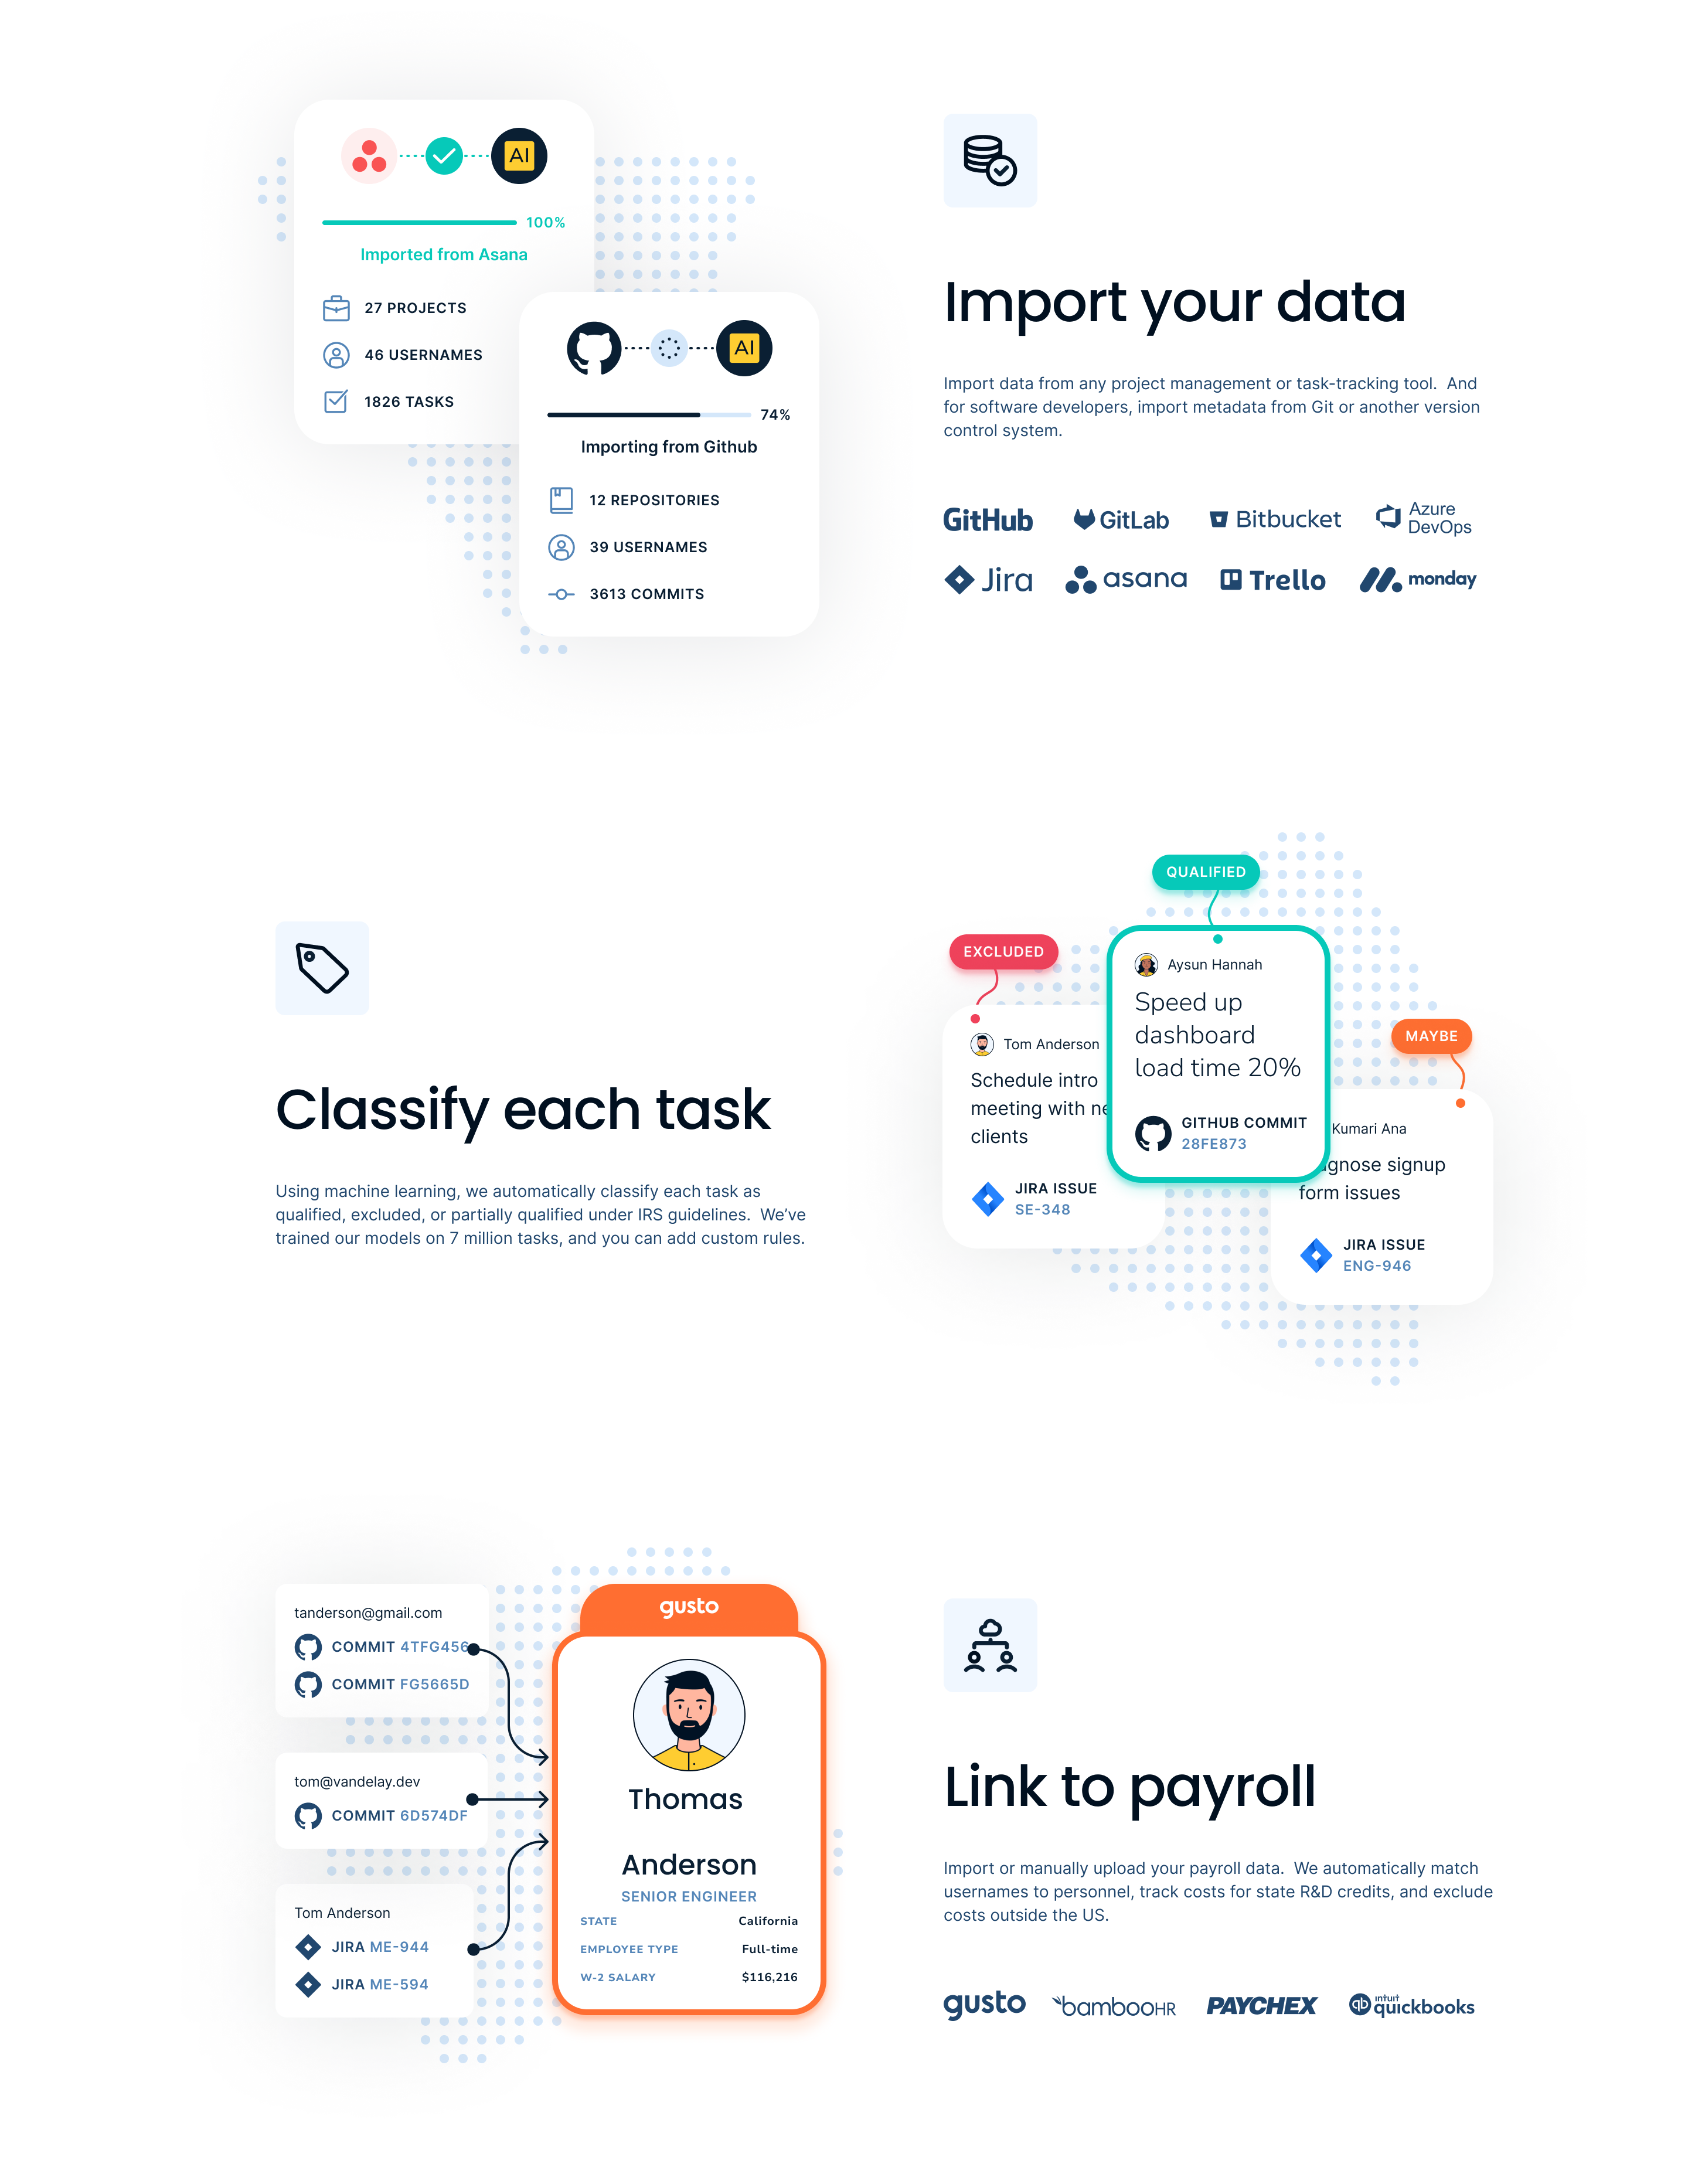 AI
100%
Imported from Asana
27 PROJECTS
46 USERNAMES
1826 TASKS
AI
74%
Importing from Github
12 REPOSITORIES
39 USERNAMES
3613 COMMITS
Import your data
Import data from any project management or task-tracking tool.  And
for software developers, import metadata from Git or another version
control system.
GitHub
GitLab
Bitbucket
Azure
DevOps
Jira
asana
Trello
monday
Classify each task
Using machine learning, we automatically classify each task as
qualified, excluded, or partially qualified under IRS guidelines.  We’ve
trained our models on 7 million tasks, and you can add custom rules.
EXCLUDED
Tom Anderson
Schedule intro
meeting with
clients
JIRA ISSUE
SE-348
QUALIFIED
Aysun Hannah
Speed up
dashboard
load time 20%
GITHUB COMMIT
28FE873
MAYBE
Kumari Ana
signup
form issues
JIRA ISSUE
ENG-946
tanderson@gmail.com
COMMIT 4TFG456
COMMIT FG5665D
tom@vandelay.dev
COMMIT 6D574DF
Tom Anderson
JIRA ME-944
JIRA ME-594
gusto
Thomas
Anderson
SENIOR ENGINEER
STATE California
EMPLOYEE TYPE Full-time
W-2 SALARY $116,216
Link to payroll
Import or manually upload your payroll data.  We automatically match
usernames to personnel, track costs for state R&D credits, and exclude
costs outside the US.
gusto
bambooHR
PAYCHEX
qb intuit quickbooks